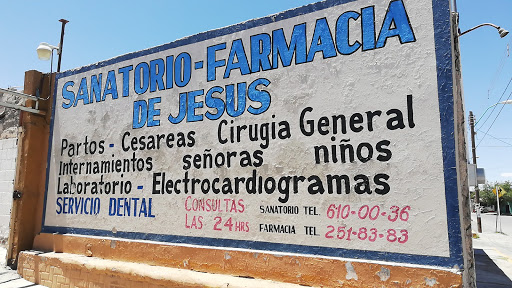 SANATORIO-FARMACIA
DE JESUS
Partos - Cesareas Cirugia General
Internamientos señoras niños
Laboratorio - Electrocardiogramas
SERVICIO DENTAL
CONSULTAS
LAS 24 HRS
SANATORIO TEL. 610-00-36
FARMACIA TEL. 251-83-83